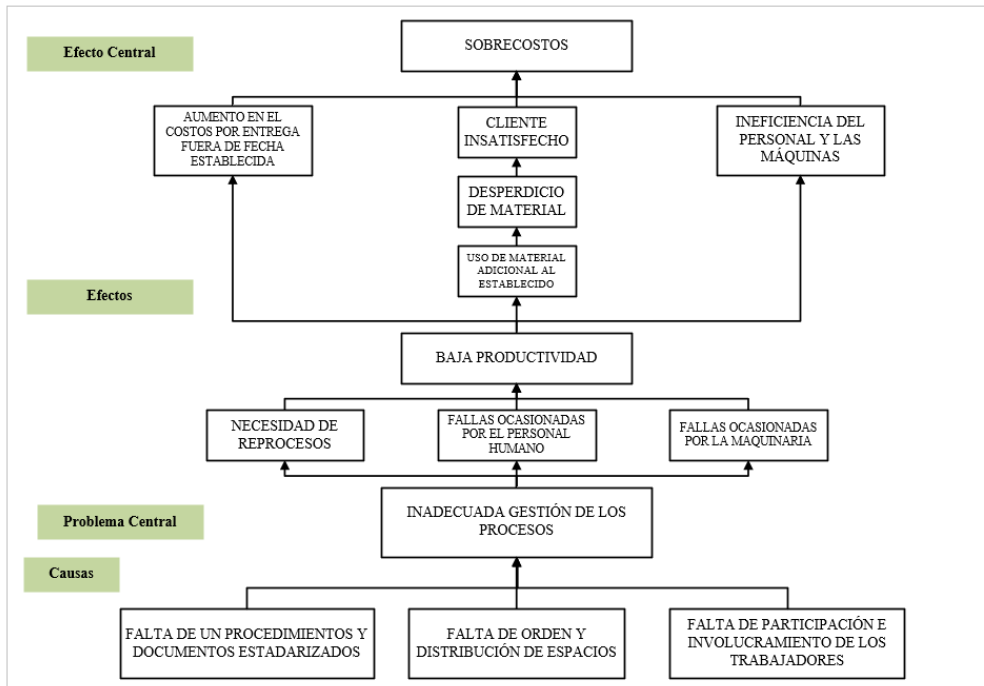 Efecto Central
SOBRECOSTOS
AUMENTO EN EL
COSTOS POR ENTREGA
FUERA DE FECHA
ESTABLECIDA
CLIENTE
INSATISFECHO
INEFICIENCIA DEL
PERSONAL Y LAS
MÁQUINAS
DESPERDICIO
DE MATERIAL
USO DE MATERIAL
ADICIONAL AL
ESTABLECIDO
Efectos
BAJA PRODUCTIVIDAD
NECESIDAD DE
REPROCESOS
FALLAS OCASIONADAS
POR EL PERSONAL
HUMANO
FALLAS OCASIONADAS
POR LA MAQUINARIA
Problema Central
INADECUADA GESTIÓN DE LOS
PROCESOS
Causas
FALTA DE UN PROCEDIMIENTOS Y
DOCUMENTOS ESTADARIZADOS
FALTA DE ORDEN Y
DISTRIBUCIÓN DE ESPACIOS
FALTA DE PARTICIPACIÓN E
INVOLUCRAMIENTO DE LOS
TRABAJADORES